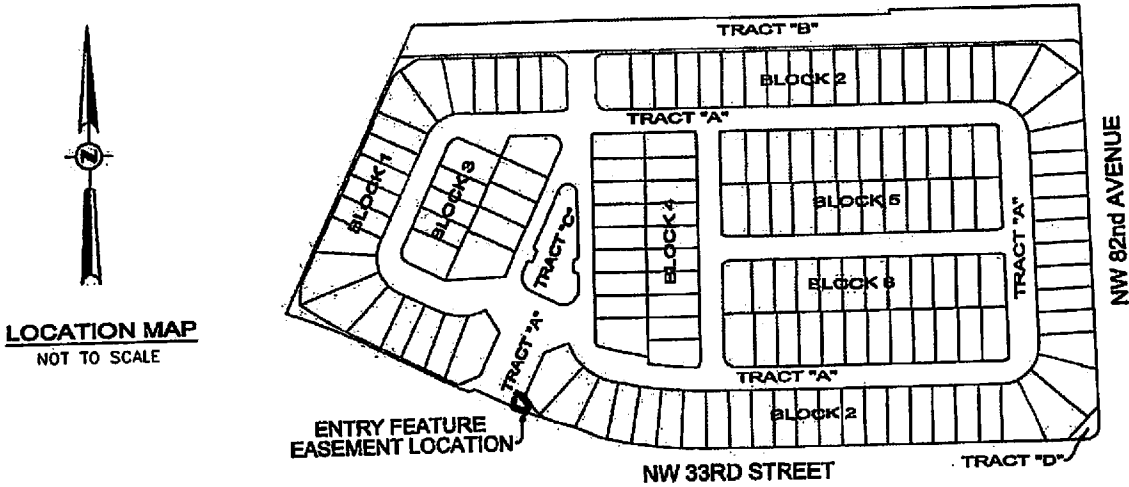 TRACT "B"
BLOCK 2
TRACT "A"
BLOCK 1
BLOCK 3
BLOCK 4
BLOCK 5
TRACT "C"
TRACT "A"
NW 82nd AVENUE
BLOCK 6
N
LOCATION MAP
NOT TO SCALE
TRACT "A"
TRACT "A"
BLOCK 2
ENTRY FEATURE
EASEMENT LOCATION
NW 33RD STREET
TRACT "D"